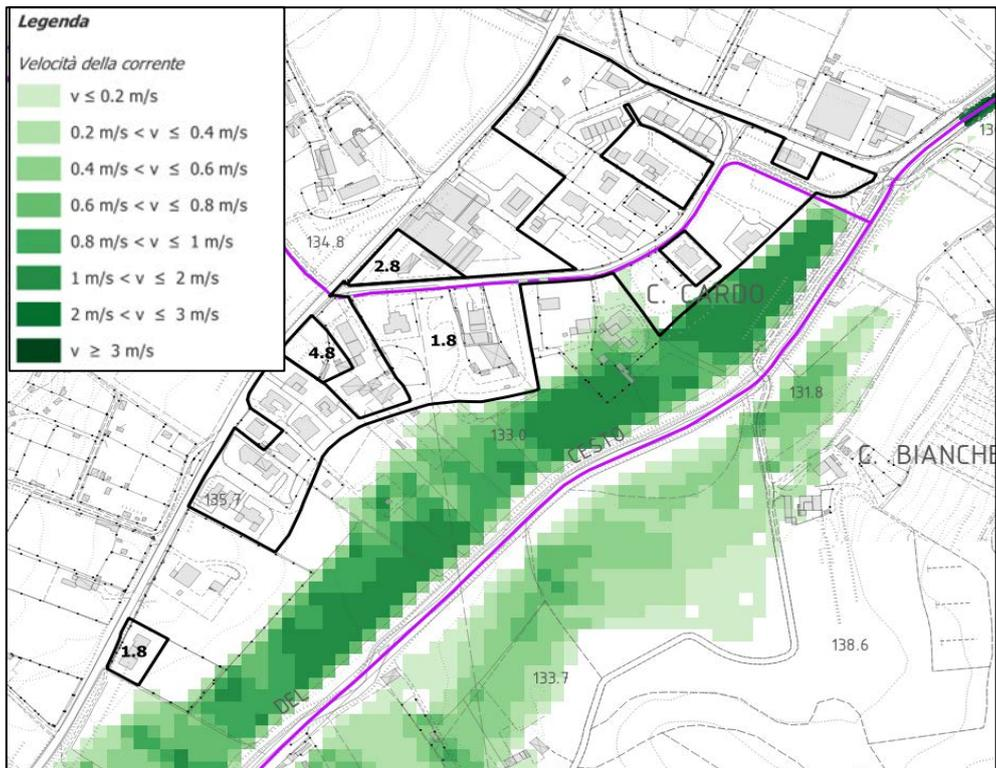 Legenda
Velocità della corrente
v ≤ 0.2 m/s
0.2 m/s < v ≤ 0.4 m/s
0.4 m/s < v ≤ 0.6 m/s
0.6 m/s < v ≤ 0.8 m/s
0.8 m/s < v ≤ 1 m/s
1 m/s < v ≤ 2 m/s
2 m/s < v ≤ 3 m/s
v ≥ 3 m/s
134.8
2.8
C. CARDO
1.8
4.8
131.8
133.0
CESTO
C. BIANCHE
135.7
138.6
1.8
133.7
DEL